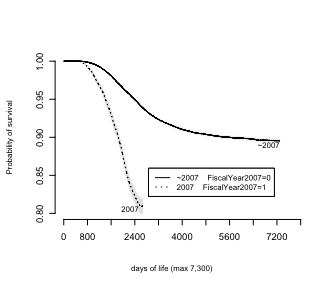 Probability of survival
1.00
0.95
0.90
0.85
0.80
~2007
~2007 FiscalYear2007=0
2007 FiscalYear2007=1
2007
0 800 2400 4000 5600 7200
days of life (max 7,300)